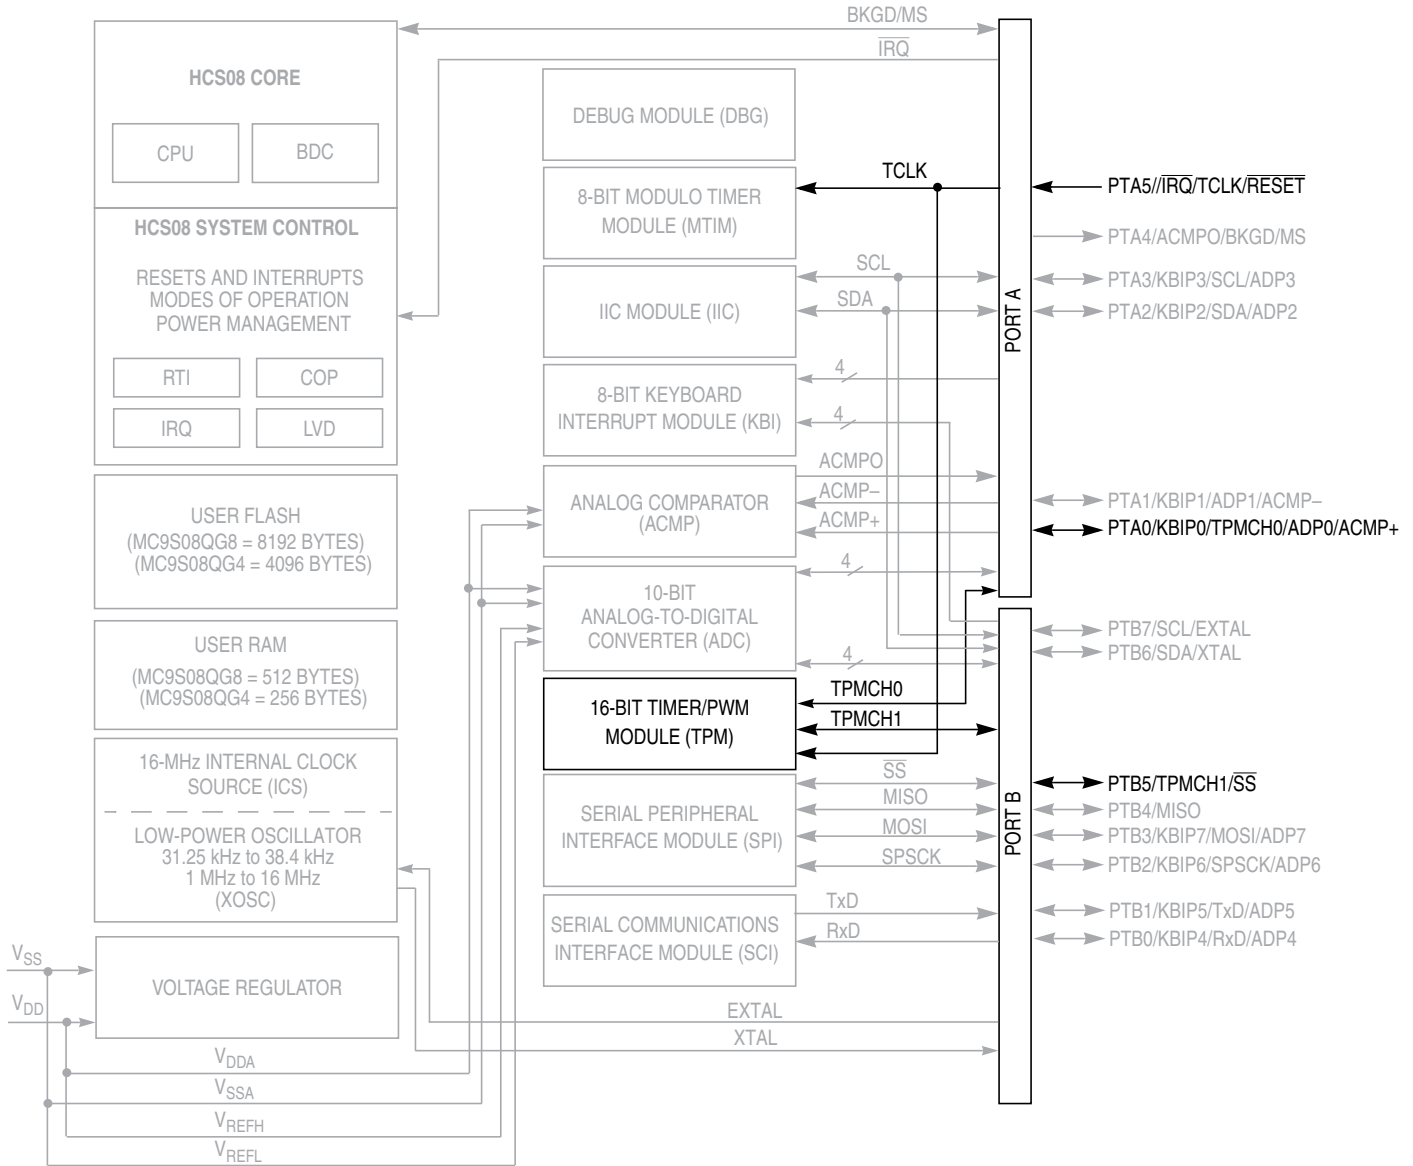 BKGD/MS
IRQ
HCS08 CORE
CPU
BDC
HCS08 SYSTEM CONTROL
RESETS AND INTERRUPTS
MODES OF OPERATION
POWER MANAGEMENT
RTI
COP
IRQ
LVD
USER FLASH
(MC9S08QG8 = 8192 BYTES)
(MC9S08QG4 = 4096 BYTES)
USER RAM
(MC9S08QG8 = 512 BYTES)
(MC9S08QG4 = 256 BYTES)
16-MHz INTERNAL CLOCK
SOURCE (ICS)
LOW-POWER OSCILLATOR
31.25 kHz to 38.4 kHz
1 MHz to 16 MHz
(XOSC)
VSS
VDD
VOLTAGE REGULATOR
VDDA
VSSA
VREFH
VREFL
DEBUG MODULE (DBG)
8-BIT MODULO TIMER
MODULE (MTIM)
TCLK
IIC MODULE (IIC)
SCL
SDA
8-BIT KEYBOARD
INTERRUPT MODULE (KBI)
4
4
ANALOG COMPARATOR
(ACMP)
ACMPO
ACMP–
ACMP+
10-BIT
ANALOG-TO-DIGITAL
CONVERTER (ADC)
4
4
16-BIT TIMER/PWM
MODULE (TPM)
TPMCH0
TPMCH1
SERIAL PERIPHERAL
INTERFACE MODULE (SPI)
SS
MISO
MOSI
SPSCK
SERIAL COMMUNICATIONS
INTERFACE MODULE (SCI)
TxD
RxD
EXTAL
XTAL
PORT A
PORT B
PTA5//IRQ/TCLK/RESET
PTA4/ACMPO/BKGD/MS
PTA3/KBIP3/SCL/ADP3
PTA2/KBIP2/SDA/ADP2
PTA1/KBIP1/ADP1/ACMP–
PTA0/KBIP0/TPMCH0/ADP0/ACMP+
PTB7/SCL/EXTAL
PTB6/SDA/XTAL
PTB5/TPMCH1/SS
PTB4/MISO
PTB3/KBIP7/MOSI/ADP7
PTB2/KBIP6/SPSCK/ADP6
PTB1/KBIP5/TxD/ADP5
PTB0/KBIP4/RxD/ADP4